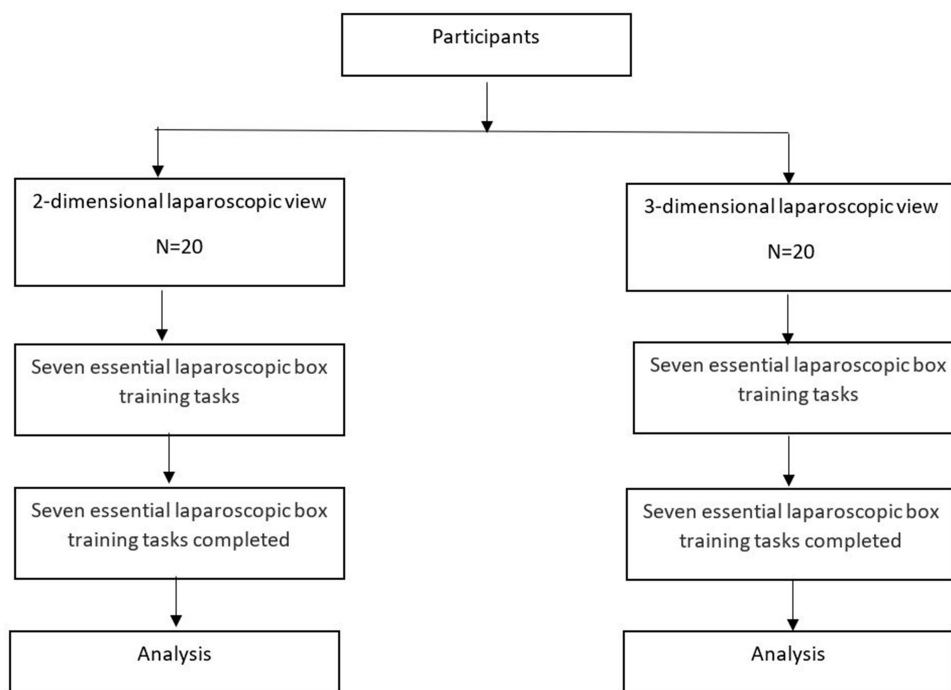 Participants
2-dimensional laparoscopic view
N=20
3-dimensional laparoscopic view
N=20
Seven essential laparoscopic box
training tasks
Seven essential laparoscopic box
training tasks
Seven essential laparoscopic box
training tasks completed
Seven essential laparoscopic box
training tasks completed
Analysis
Analysis